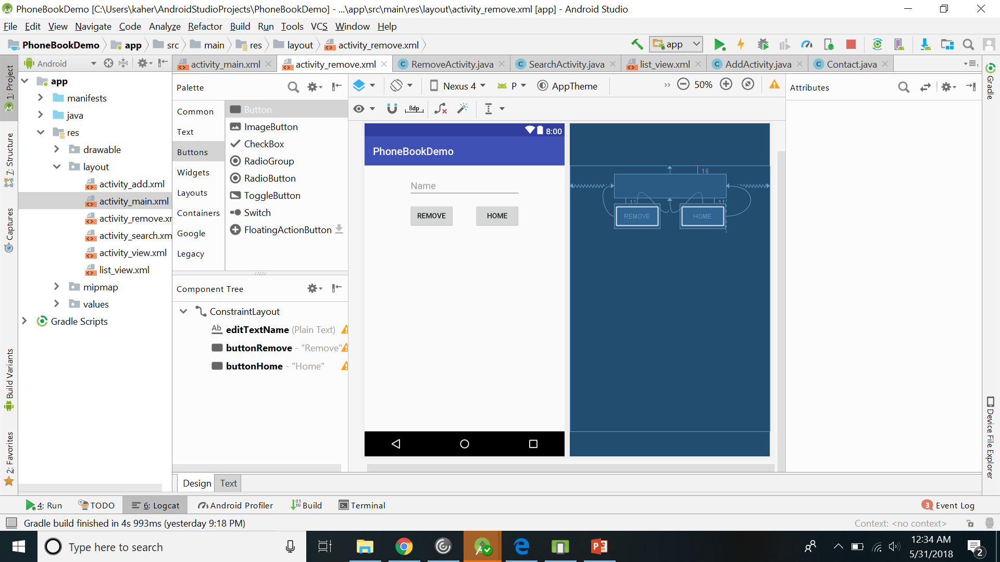 PhoneBookDemo [C:\Users\kaher\AndroidStudioProjects\PhoneBookDemo] - ...\app\src\main\res\layout\activity_remove.xml [app] - Android Studio
File Edit View Navigate Code Analyze Refactor Build Run Tools VCS Window Help
PhoneBookDemo app src main res layout activity_remove.xml app
Android activity_main.xml activity_remove.xml RemoveActivity.java SearchActivity.java list_view.xml AddActivity.java Contact.java
1: Project
7: Structure
Captures
Build Variants
2: Favorites
app
manifests
java
res
drawable
layout
activity_add.xml
activity_main.xml
activity_remove.xr
activity_search.xm
activity_view.xml
list_view.xml
mipmap
values
Gradle Scripts
Palette
Common
Text
Buttons
Widgets
Layouts
Containers
Google
Legacy
Button
ImageButton
CheckBox
RadioGroup
RadioButton
ToggleButton
Switch
FloatingActionButton
Component Tree
ConstraintLayout
Ab editTextName (Plain Text)
buttonRemove - "Remove"
buttonHome - "Home"
Nexus 4 P AppTheme 50%
8dp
8:00
PhoneBookDemo
Name
REMOVE HOME
16
11 11
REMOVE HOME
Attributes
Gradle
Device File Explorer
Design Text
4: Run TODO 6: Logcat Android Profiler Build Terminal 3 Event Log
Gradle build finished in 4s 993ms (yesterday 9:18 PM) Context: <no context>
Type here to search
12:34 AM
5/31/2018
2